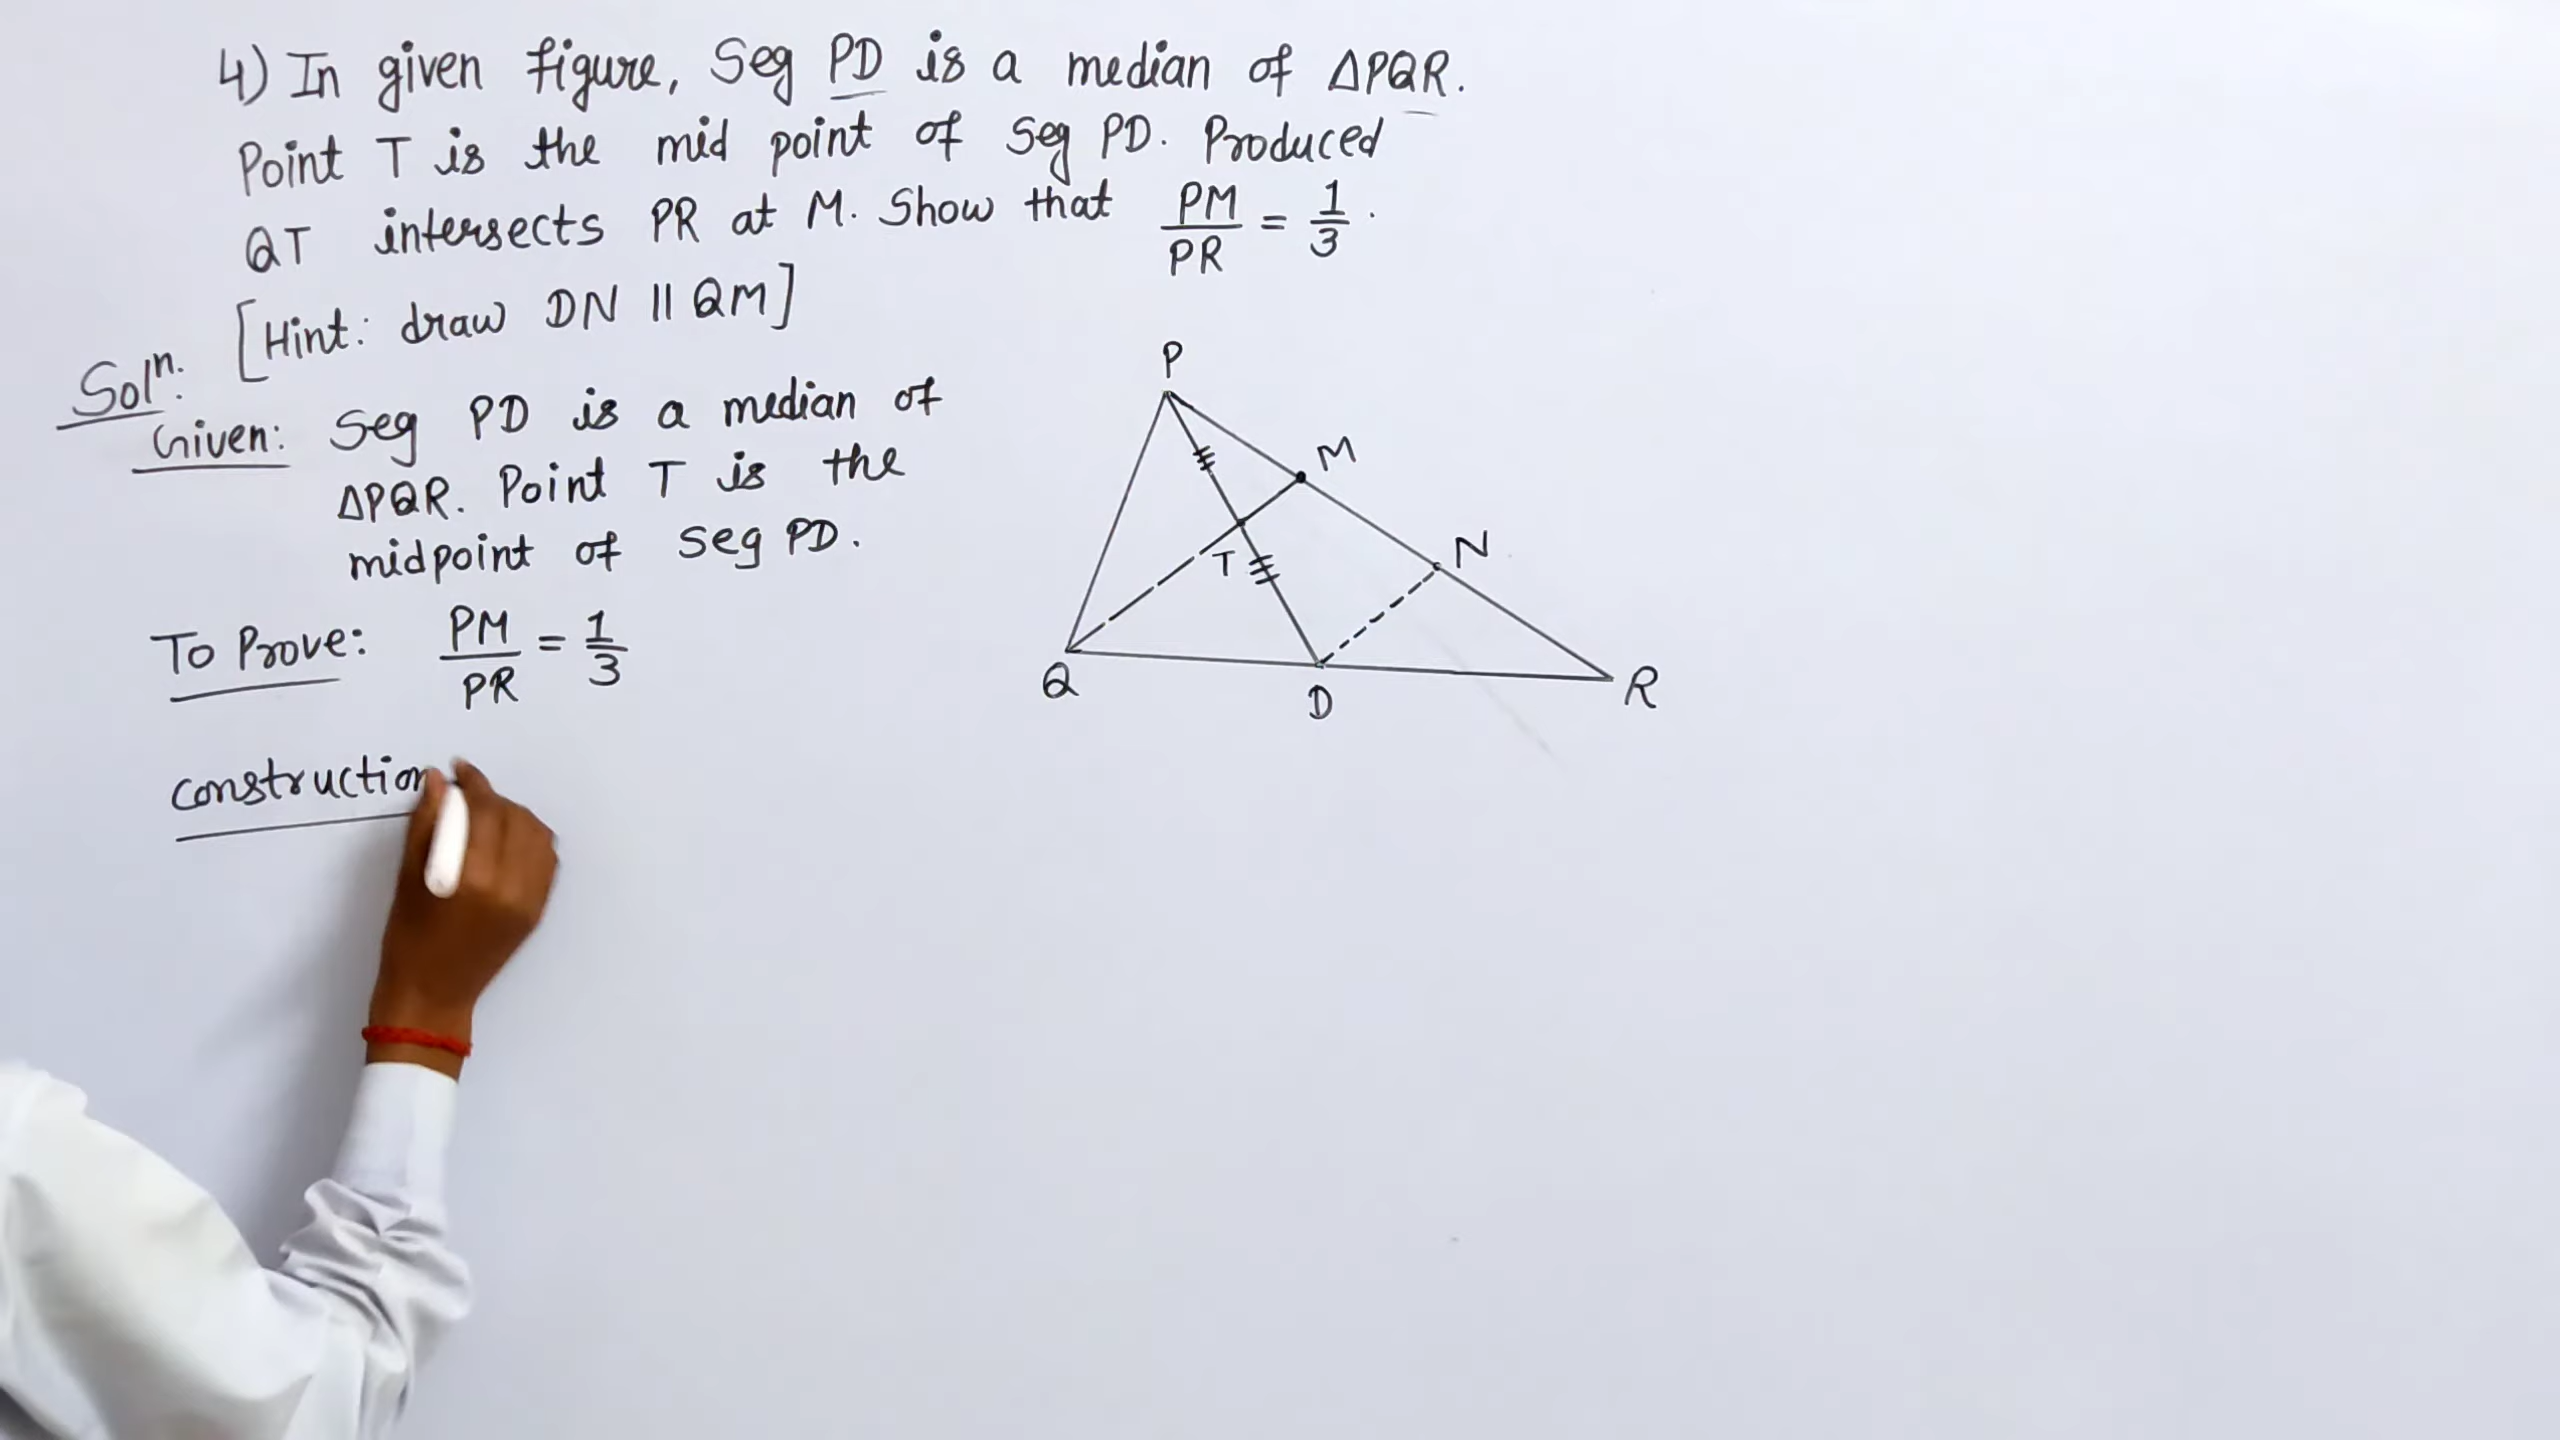 4) In given figure, Seg PD is a median of ΔPQR.
Point T is the mid point of Seg PD. Produced
QT intersects PR at M. Show that PM/PR = 1/3.
[Hint: draw DN || QM]
Solⁿ:
Given: Seg PD is a median of
ΔPQR. Point T is the
midpoint of Seg PD.
To Prove: PM/PR = 1/3
construction
P
M
N
T
Q
D
R